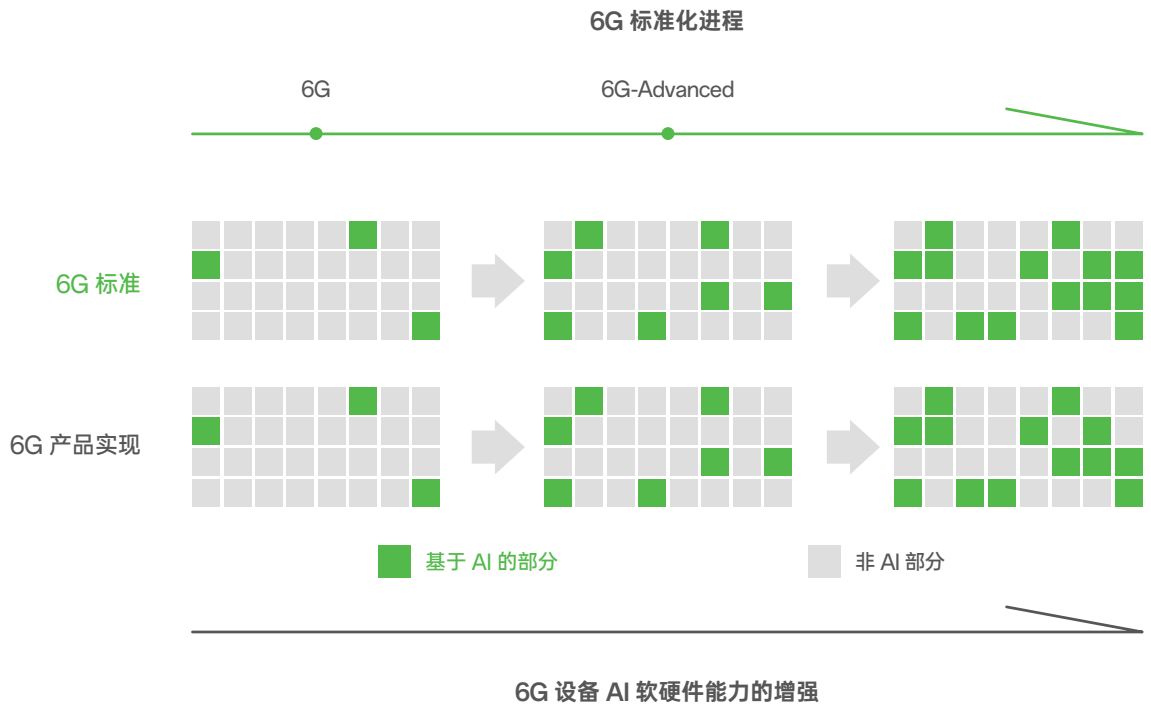 6G 标准化进程
6G
6G-Advanced
6G 标准
6G 产品实现
基于 AI 的部分
非 AI 部分
6G 设备 AI 软硬件能力的增强